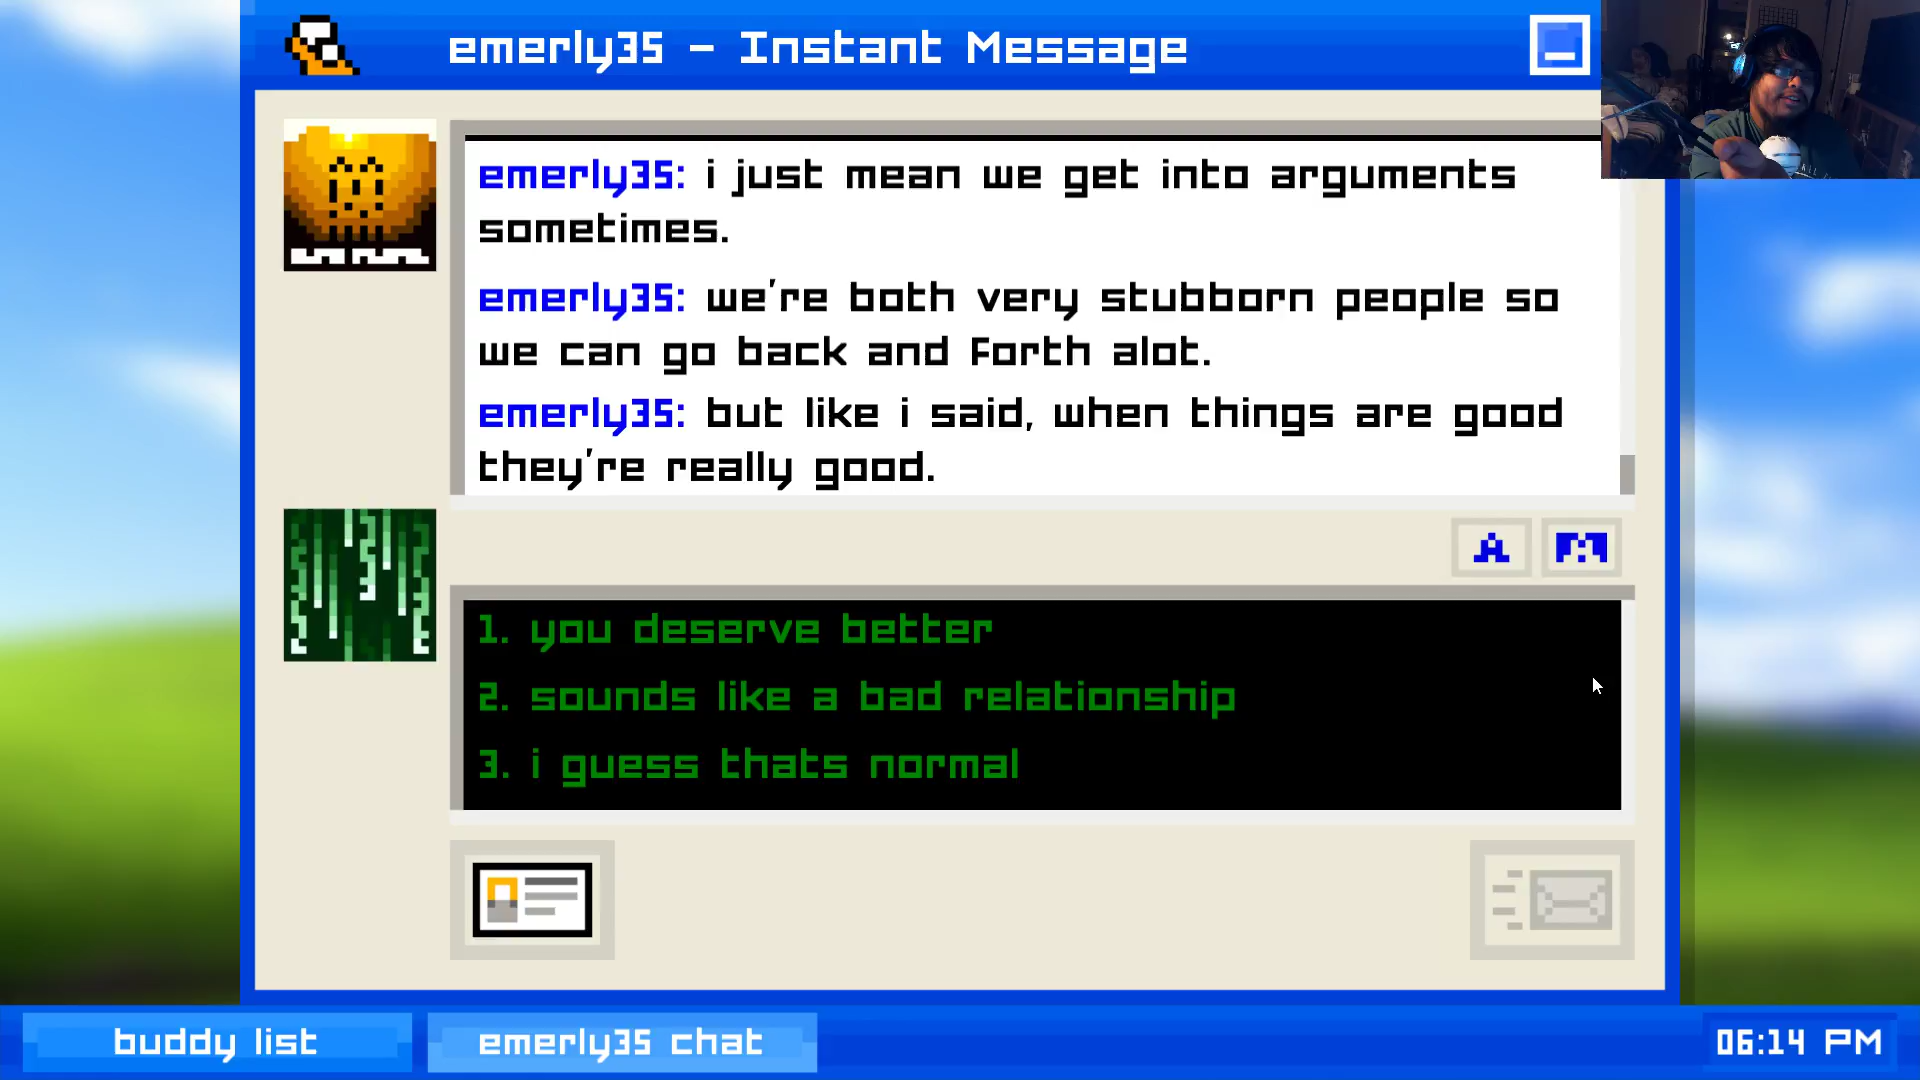 emerly35 - Instant Message
emerly35: i just mean we get into arguments
sometimes.
emerly35: we're both very stubborn people so
we can go back and forth alot.
emerly35: but like i said, when things are good
they're really good.
A
1. you deserve better
2. sounds like a bad relationship
3. i guess thats normal
buddy list
emerly35 chat
06:14 PM